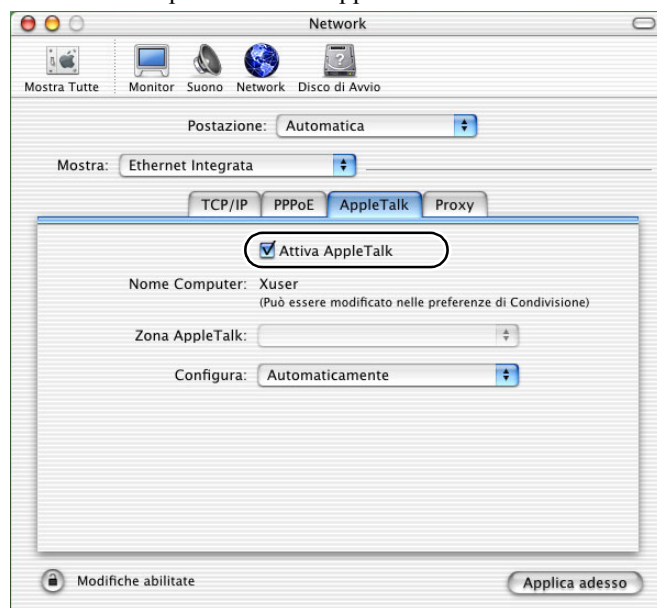 Network
Mostra Tutte Monitor Suono Network Disco di Avvio
Postazione: Automatica
Mostra: Ethernet Integrata
TCP/IP PPPoE AppleTalk Proxy
Attiva AppleTalk
Nome Computer: Xuser
(Può essere modificato nelle preferenze di Condivisione)
Zona AppleTalk:
Configura: Automaticamente
Modifiche abilitate Applica adesso